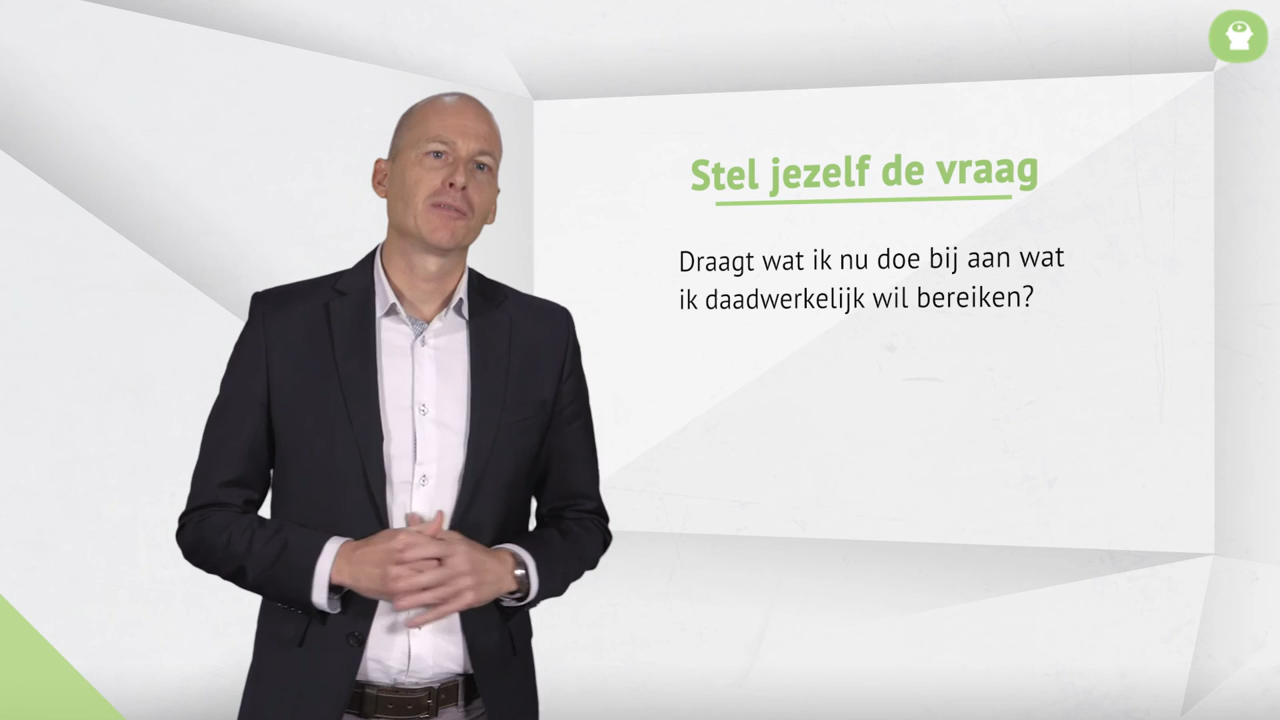 Stel jezelf de vraag
Draagt wat ik nu doe bij aan wat
ik daadwerkelijk wil bereiken?